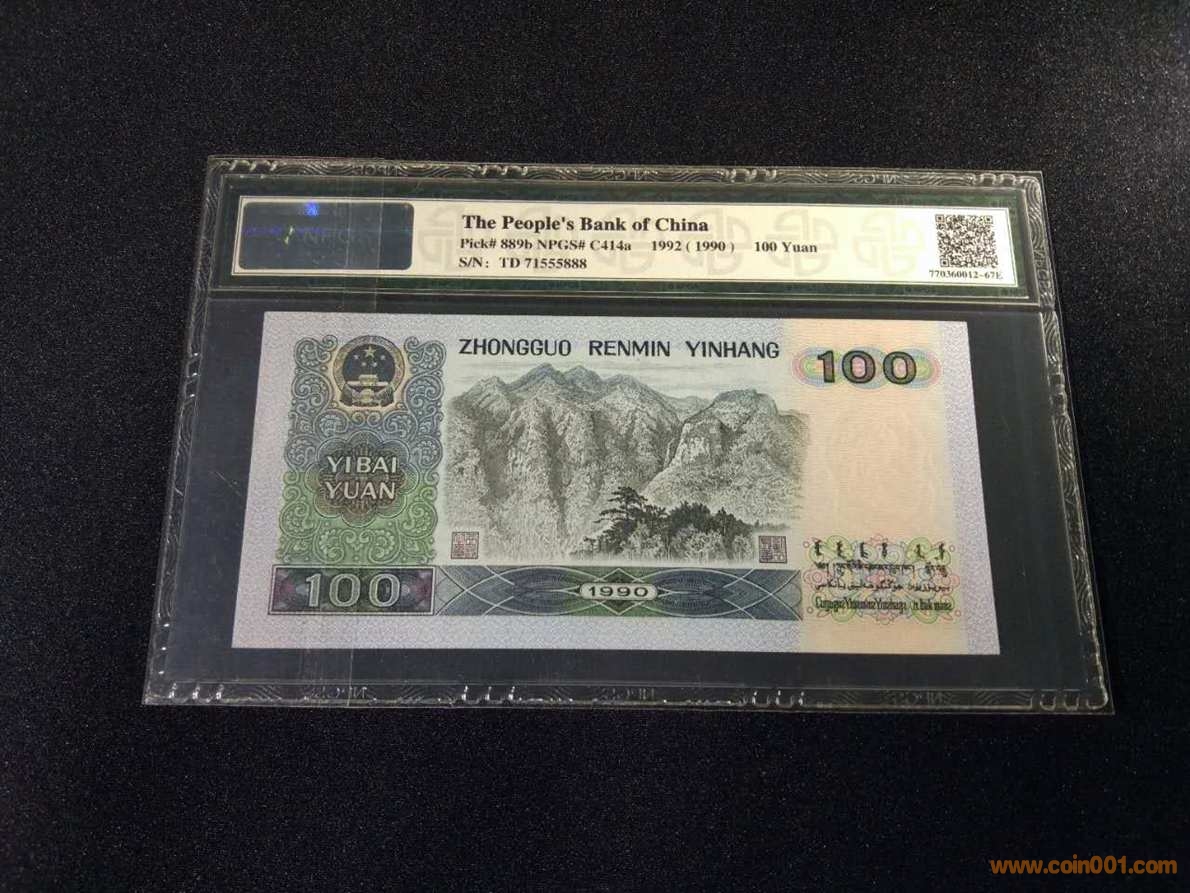 The People's Bank of China
Pick# 889b NPGS# C414a 1992 ( 1990 ) 100 Yuan
S/N: TD 71555888
770360012-67E
ZHONGGUO RENMIN YINHANG
100
YIBAI
YUAN
100
1990
www.coin001.com